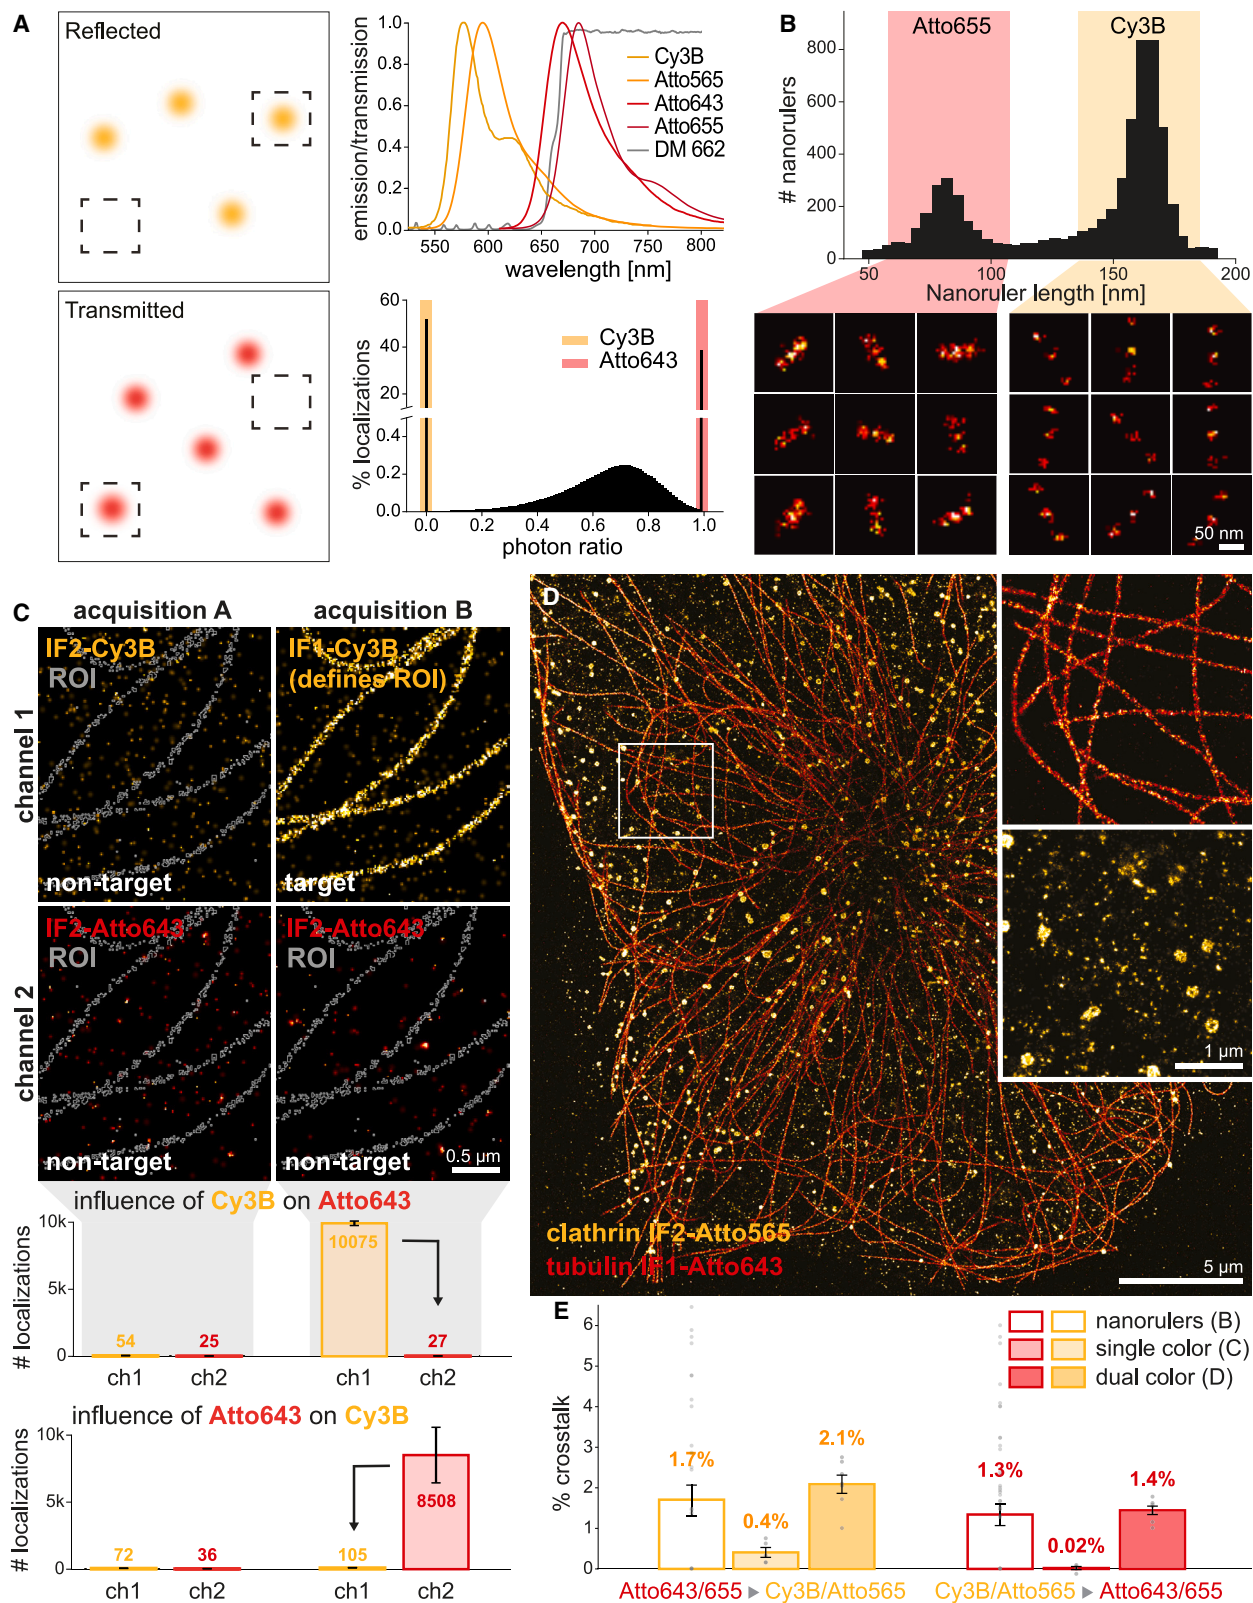 A
Reflected
Transmitted
emission/transmission
1.0
0.8
0.6
0.4
0.2
0.0
Cy3B
Atto565
Atto643
Atto655
DM 662
550
600
650
700
750
800
wavelength [nm]
% localizations
60
40
20
0.4
0.2
0.0
Cy3B
Atto643
0.0
0.2
0.4
0.6
0.8
1.0
photon ratio
B
Atto655
Cy3B
# nanorulers
800
600
400
200
0
50
100
150
200
Nanoruler length [nm]
50 nm
C
acquisition A
acquisition B
channel 1
IF2-Cy3B
ROI
non-target
IF1-Cy3B
(defines ROI)
target
channel 2
IF2-Atto643
ROI
non-target
IF2-Atto643
ROI
non-target
0.5 µm
influence of Cy3B on Atto643
# localizations
10k
5k
0
54
25
10075
27
ch1
ch2
ch1
ch2
influence of Atto643 on Cy3B
# localizations
10k
5k
0
72
36
105
8508
ch1
ch2
ch1
ch2
D
1 µm
clathrin IF2-Atto565
tubulin IF1-Atto643
5 µm
E
% crosstalk
6
5
4
3
2
1
0
nanorulers (B)
single color (C)
dual color (D)
1.7%
0.4%
2.1%
1.3%
0.02%
1.4%
Atto643/655 ▶ Cy3B/Atto565
Cy3B/Atto565 ▶ Atto643/655